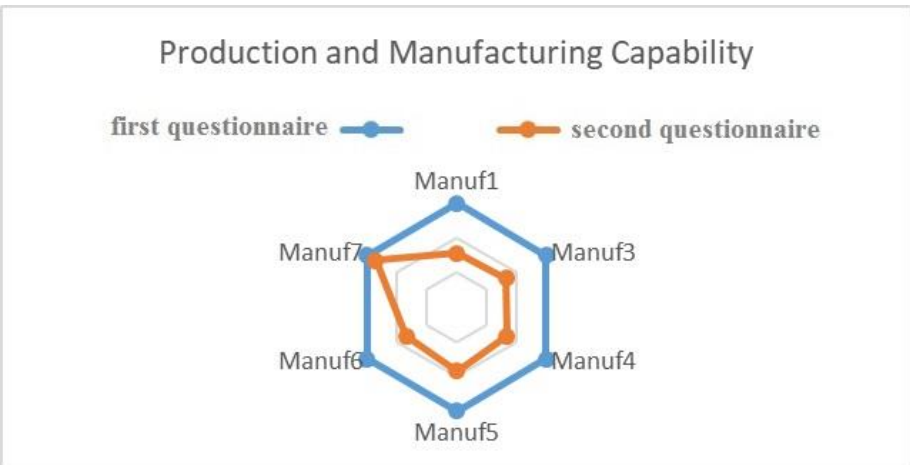 Production and Manufacturing Capability
first questionnaire
second questionnaire
Manuf1
Manuf7
Manuf3
Manuf6
Manuf4
Manuf5